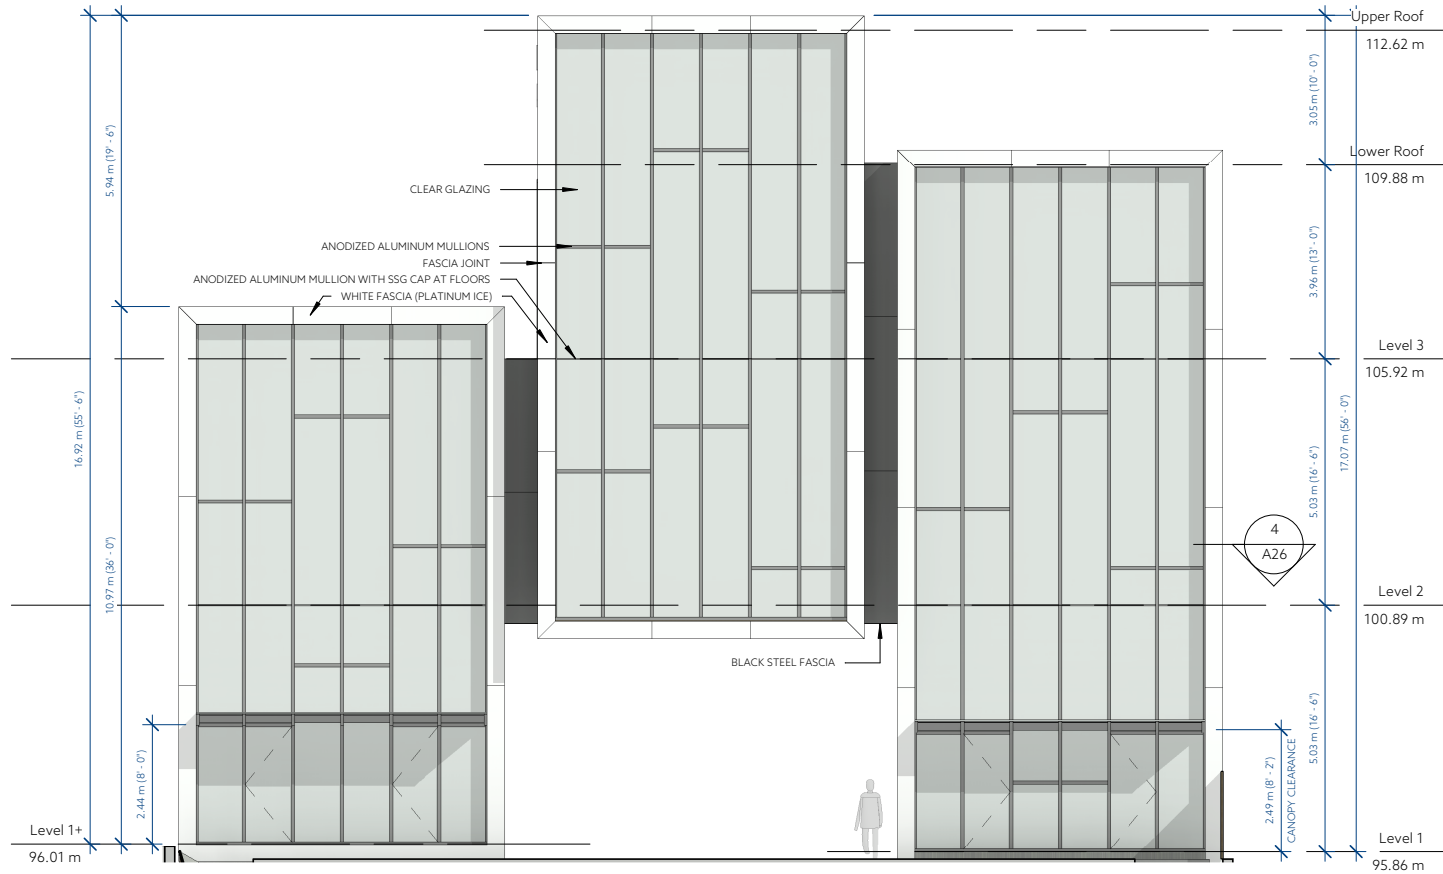 Upper Roof
112.62 m
3.05 m (10' - 0")
5.94 m (19' - 6")
Lower Roof
109.88 m
CLEAR GLAZING
ANODIZED ALUMINUM MULLIONS
FASCIA JOINT
ANODIZED ALUMINUM MULLION WITH SSG CAP AT FLOORS
WHITE FASCIA (PLATINUM ICE)
3.96 m (13' - 0")
Level 3
105.92 m
16.92 m (55' - 6")
17.07 m (56' - 0")
5.03 m (16' - 6")
4
A26
10.97 m (36' - 0")
Level 2
100.89 m
BLACK STEEL FASCIA
5.03 m (16' - 6")
2.44 m (8' - 0")
2.49 m (8' - 2")
CANOPY CLEARANCE
Level 1+
96.01 m
Level 1
95.86 m